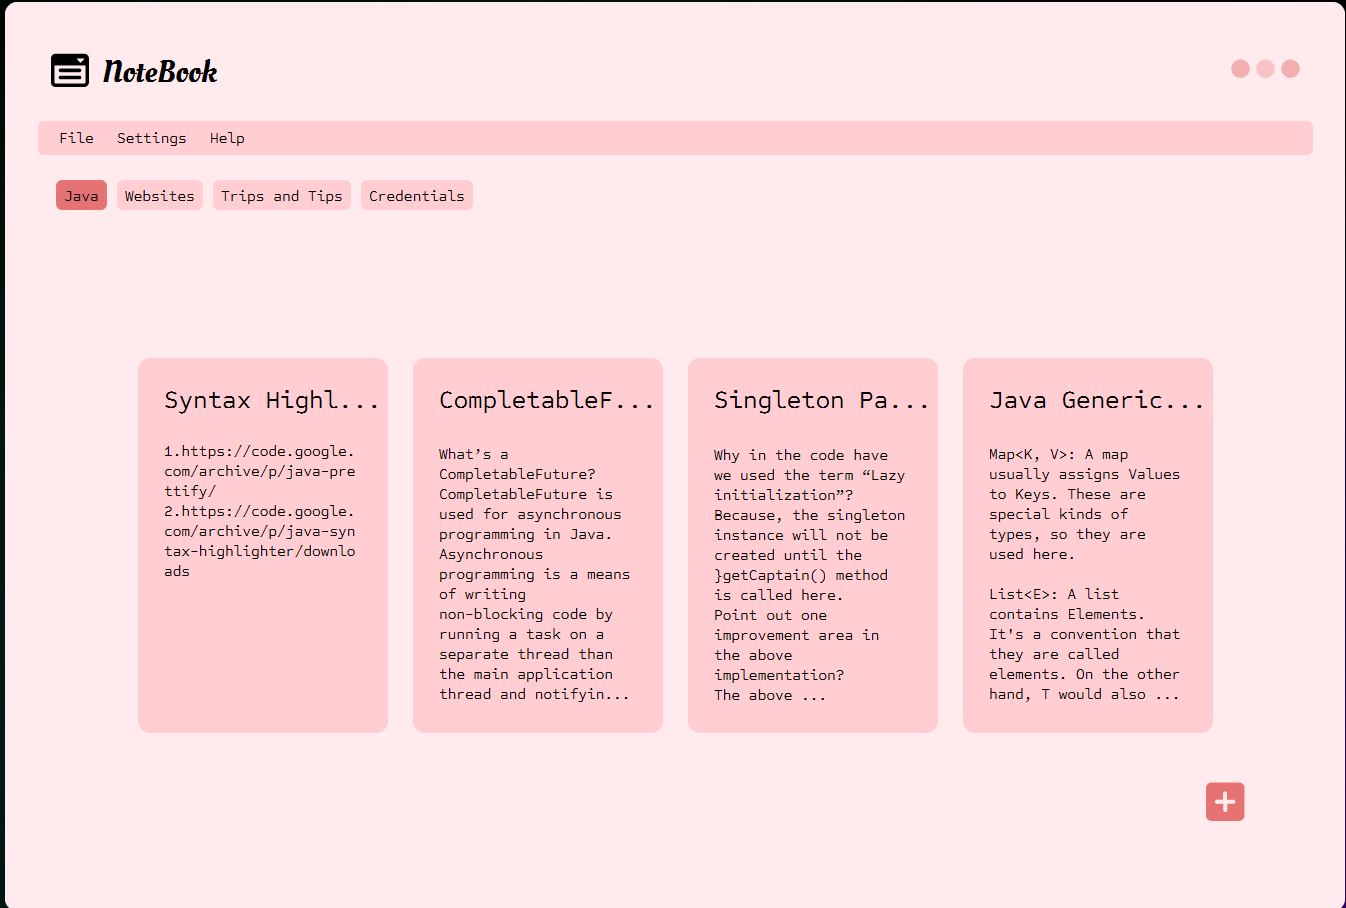 NoteBook
File Settings Help
Java Websites Trips and Tips Credentials
Syntax Highl...
1.https://code.google.
com/archive/p/java-pre
ttify/
2.https://code.google.
com/archive/p/java-syn
tax-highlighter/downlo
ads
CompletableF...
What’s a
CompletableFuture?
CompletableFuture is
used for asynchronous
programming in Java.
Asynchronous
programming is a means
of writing
non-blocking code by
running a task on a
separate thread than
the main application
thread and notifyin...
Singleton Pa...
Why in the code have
we used the term “Lazy
initialization”?
Because, the singleton
instance will not be
created until the
}getCaptain() method
is called here.
Point out one
improvement area in
the above
implementation?
The above ...
Java Generic...
Map<K, V>: A map
usually assigns Values
to Keys. These are
special kinds of
types, so they are
used here.
List<E>: A list
contains Elements.
It's a convention that
they are called
elements. On the other
hand, T would also ...